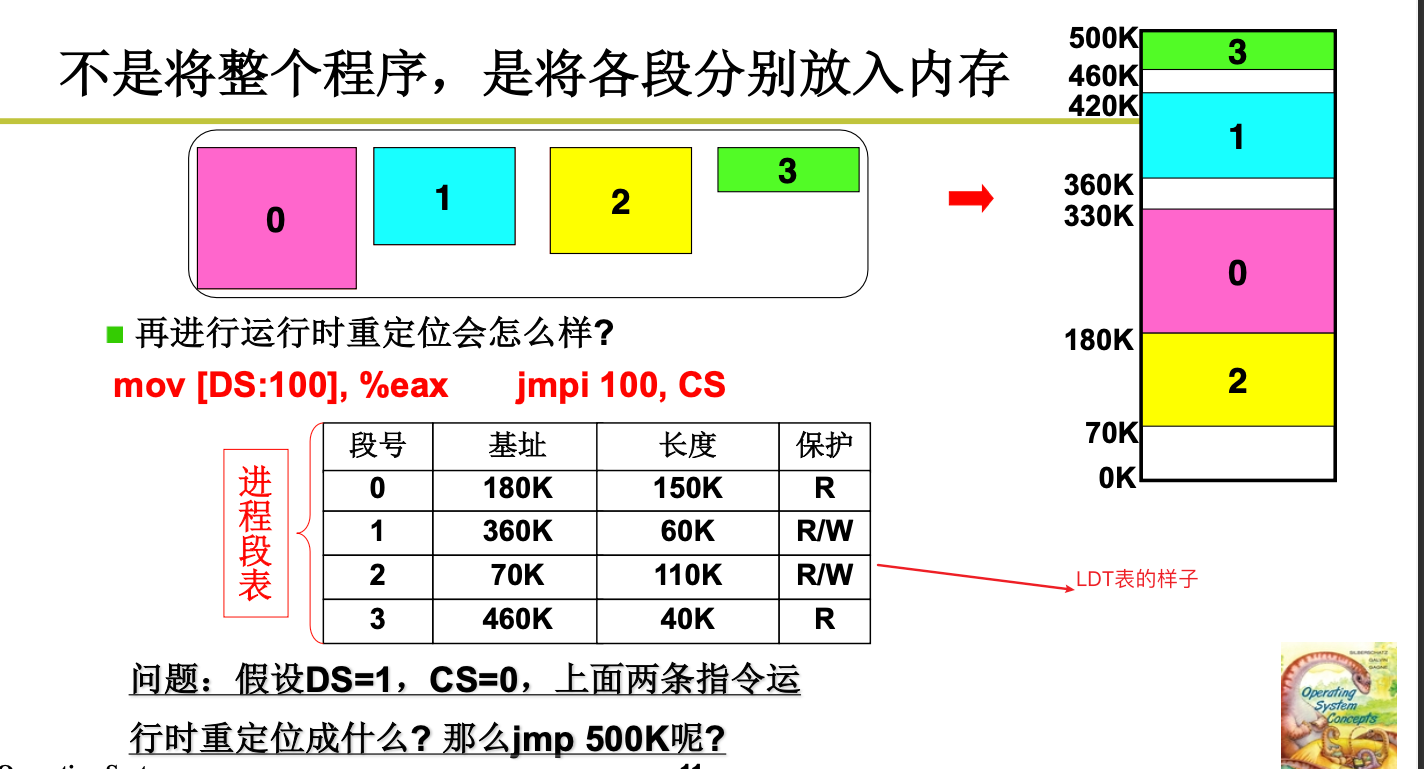 不是将整个程序，是将各段分别放入内存
0
1
2
3
500K
3
460K
420K
1
360K
330K
0
180K
2
70K
0K
再进行运行时重定位会怎么样?
mov [DS:100], %eax jmpi 100, CS
进程段表
段号 基址 长度 保护
0 180K 150K R
1 360K 60K R/W
2 70K 110K R/W
3 460K 40K R
LDT表的样子
问题：假设DS=1，CS=0，上面两条指令运
行时重定位成什么? 那么jmp 500K呢?
SILBERSCHATZ
GALVIN
GAGNE
Operating
System
Concepts